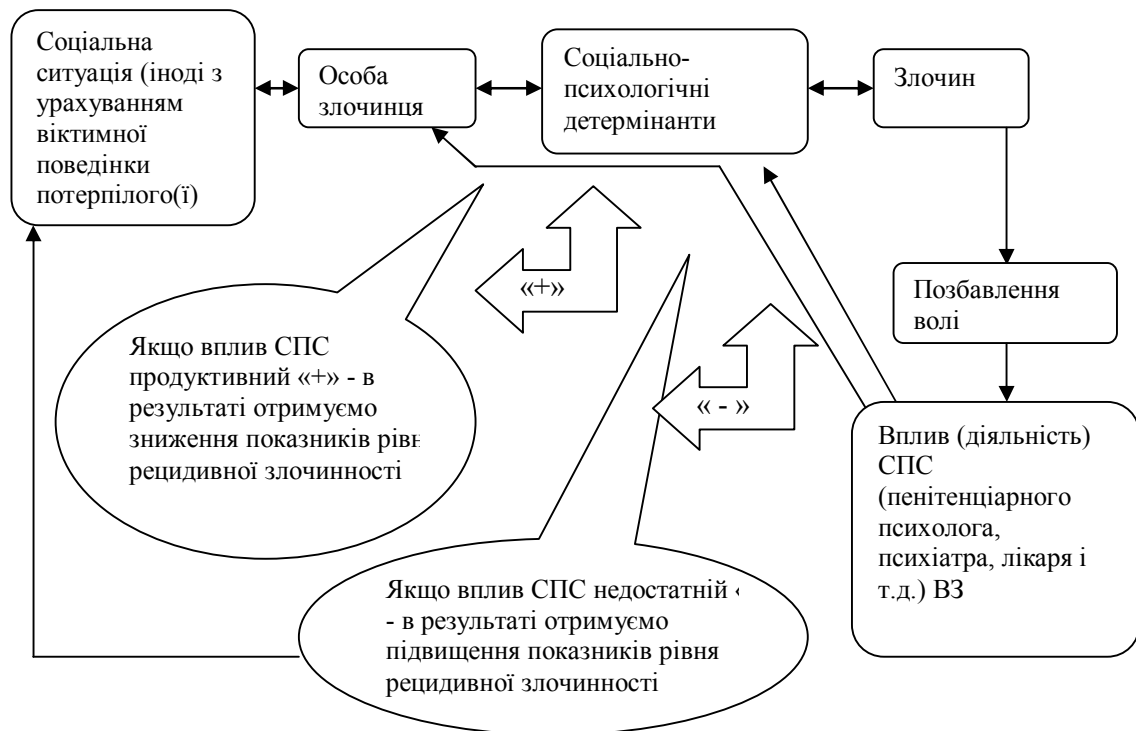 Соціальна
ситуація (іноді з
урахуванням
віктимної
поведінки
потерпілого(ї)
Особа
злочинця
Соціально-
психологічні
детермінанти
Злочин
«+»
Позбавлення
волі
Якщо вплив СПС
продуктивний «+» - в
результаті отримуємо
зниження показників рівн
рецидивної злочинності
« - »
Вплив (діяльність)
СПС
(пенітенціарного
психолога,
психіатра, лікаря і
т.д.) ВЗ
Якщо вплив СПС недостатній «
- в результаті отримуємо
підвищення показників рівня
рецидивної злочинності